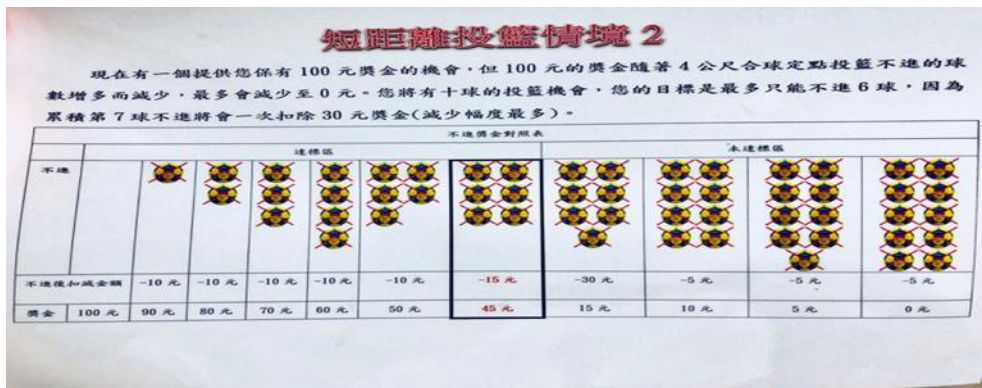 短距離投籃情境 2
現在有一個提供您保有 100 元獎金的機會，但 100 元的獎金隨著 4 公尺合球定點投籃不進的球
數增多而減少，最多會減少至 0 元。您將有十球的投籃機會，您的目標是最多只能不進 6 球，因為
累積第 7 球不進將會一次扣除 30 元獎金(減少幅度最多)。
不進獎金對照表
達標區 未達標區
不進
不進後扣減金額 -10 元 -10 元 -10 元 -10 元 -10 元 -15 元 -30 元 -5 元 -5 元 -5 元
獎金 100 元 90 元 80 元 70 元 60 元 50 元 45 元 15 元 10 元 5 元 0 元